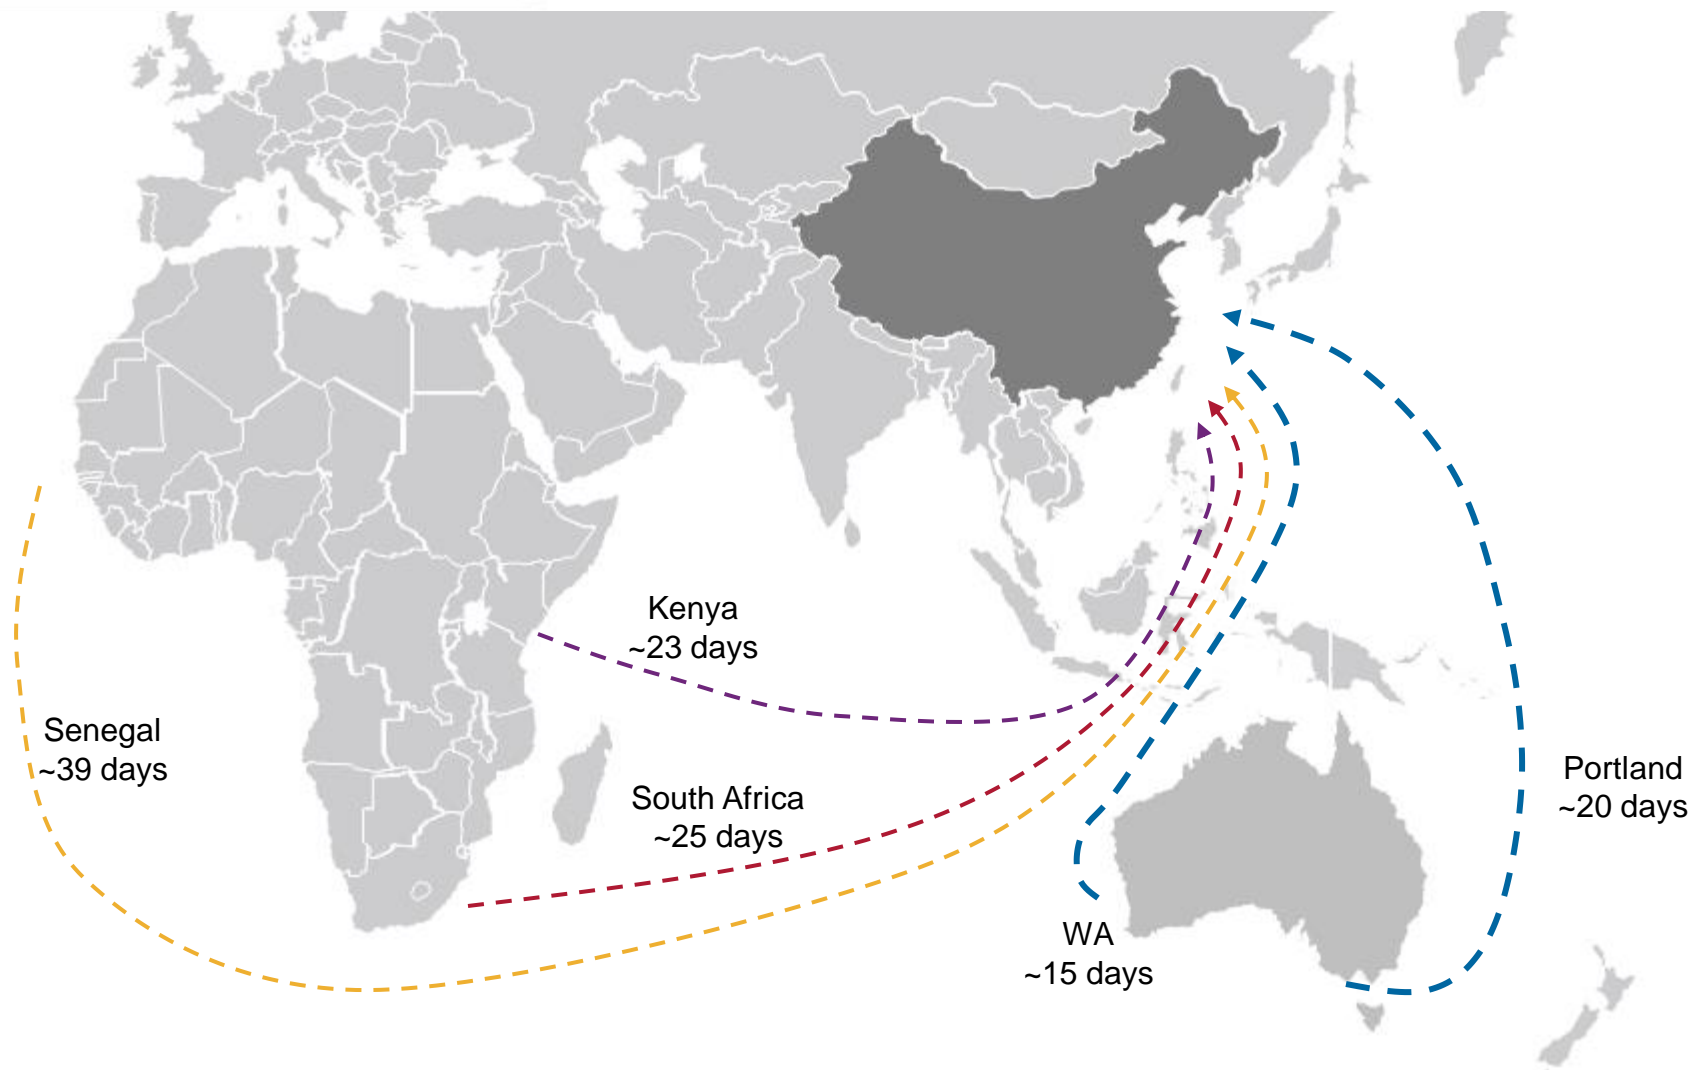 Kenya
~23 days
Senegal
~39 days
South Africa
~25 days
Portland
~20 days
WA
~15 days